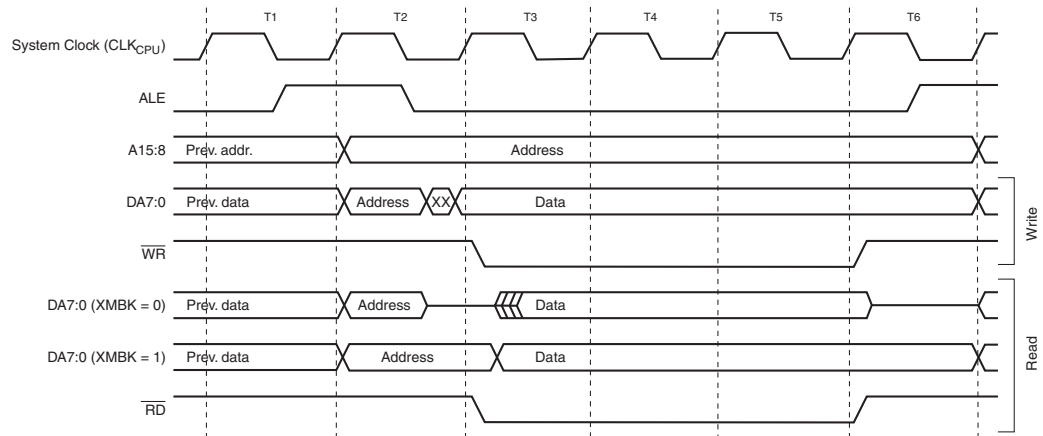 T1 T2 T3 T4 T5 T6
System Clock (CLKCPU)
ALE
A15:8 Prev. addr. Address
DA7:0 Prev. data Address XX Data
WR
DA7:0 (XMBK = 0) Prev. data Address Data
DA7:0 (XMBK = 1) Prev. data Address Data
RD
Write
Read